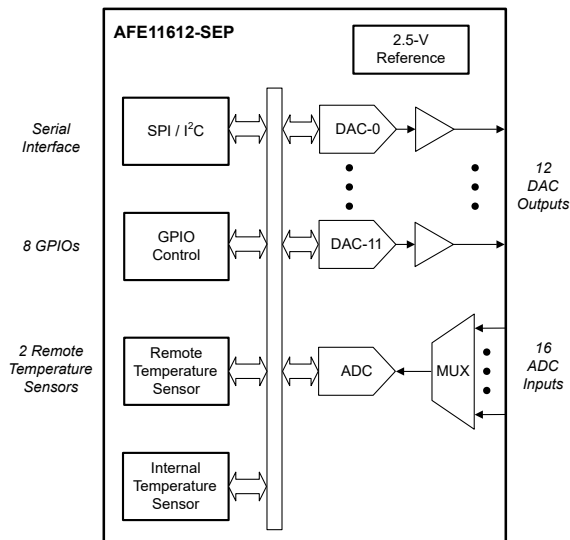 AFE11612-SEP
2.5-V
Reference
Serial
Interface
SPI / I²C
DAC-0
12
DAC
Outputs
8 GPIOs
GPIO
Control
DAC-11
2 Remote
Temperature
Sensors
Remote
Temperature
Sensor
ADC
MUX
16
ADC
Inputs
Internal
Temperature
Sensor